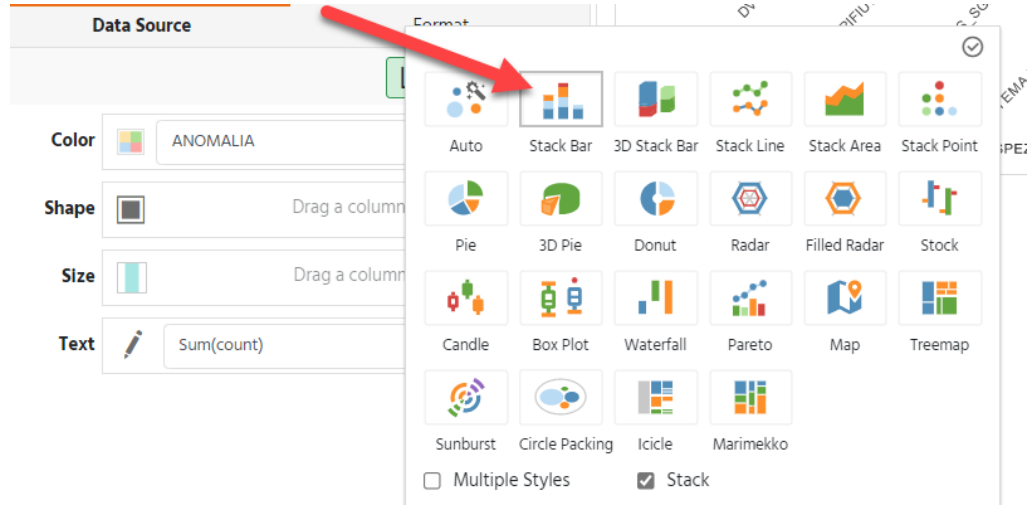 Data Source
Format
Color
ANOMALIA
Shape
Drag a column
Size
Drag a column
Text
Sum(count)
Auto
Stack Bar
3D Stack Bar
Stack Line
Stack Area
Stack Point
Pie
3D Pie
Donut
Radar
Filled Radar
Stock
Candle
Box Plot
Waterfall
Pareto
Map
Treemap
Sunburst
Circle Packing
Icicle
Marimekko
Multiple Styles
Stack